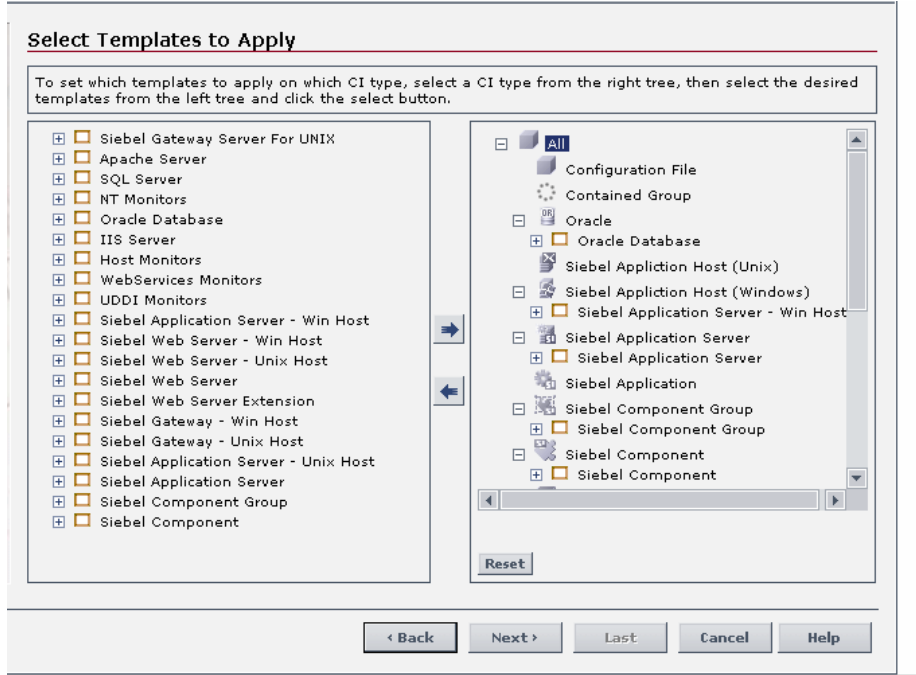 Select Templates to Apply
To set which templates to apply on which CI type, select a CI type from the right tree, then select the desired
templates from the left tree and click the select button.
Siebel Gateway Server For UNIX
Apache Server
SQL Server
NT Monitors
Oracle Database
IIS Server
Host Monitors
WebServices Monitors
UDDI Monitors
Siebel Application Server - Win Host
Siebel Web Server - Win Host
Siebel Web Server - Unix Host
Siebel Web Server
Siebel Web Server Extension
Siebel Gateway - Win Host
Siebel Gateway - Unix Host
Siebel Application Server - Unix Host
Siebel Application Server
Siebel Component Group
Siebel Component
All
Configuration File
Contained Group
Oracle
Oracle Database
Siebel Appliction Host (Unix)
Siebel Appliction Host (Windows)
Siebel Application Server - Win Host
Siebel Application Server
Siebel Application Server
Siebel Application
Siebel Component Group
Siebel Component Group
Siebel Component
Siebel Component
Reset
‹ Back Next › Last Cancel Help